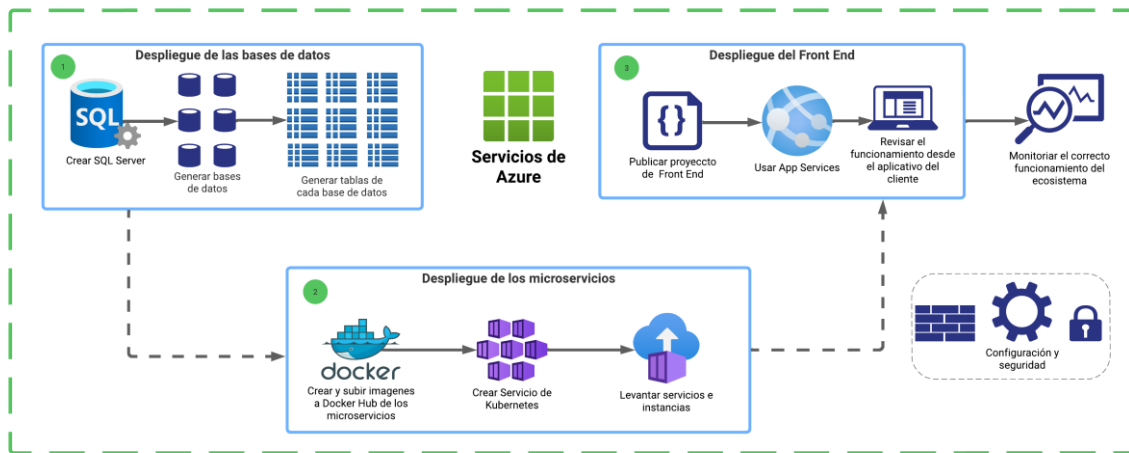 Despliegue de las bases de datos
1
SQL
Crear SQL Server
Generar bases
de datos
Generar tablas de
cada base de datos
Servicios de
Azure
Despliegue del Front End
3
{}
Publicar proyeccto
de Front End
Usar App Services
Revisar el
funcionamiento desde
el aplicativo del
cliente
Monitoriar el correcto
funcionamiento del
ecosistema
Despliegue de los microservicios
2
docker
Crear y subir imagenes
a Docker Hub de los
microservicios
Crear Servicio de
Kubernetes
Levantar servicios e
instancias
Configuración y
seguridad